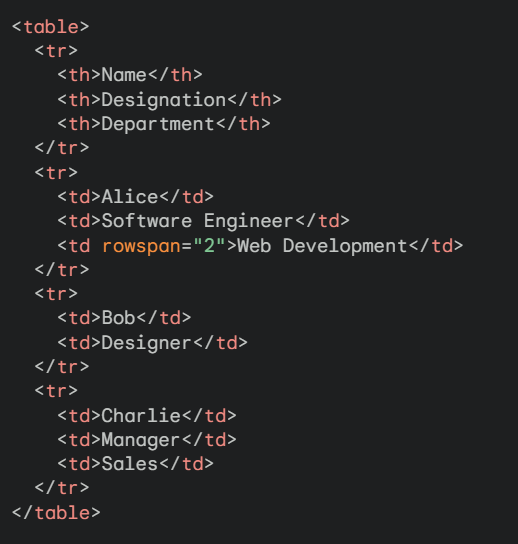 <table>
  <tr>
    <th>Name</th>
    <th>Designation</th>
    <th>Department</th>
  </tr>
  <tr>
    <td>Alice</td>
    <td>Software Engineer</td>
    <td rowspan="2">Web Development</td>
  </tr>
  <tr>
    <td>Bob</td>
    <td>Designer</td>
  </tr>
  <tr>
    <td>Charlie</td>
    <td>Manager</td>
    <td>Sales</td>
  </tr>
</table>